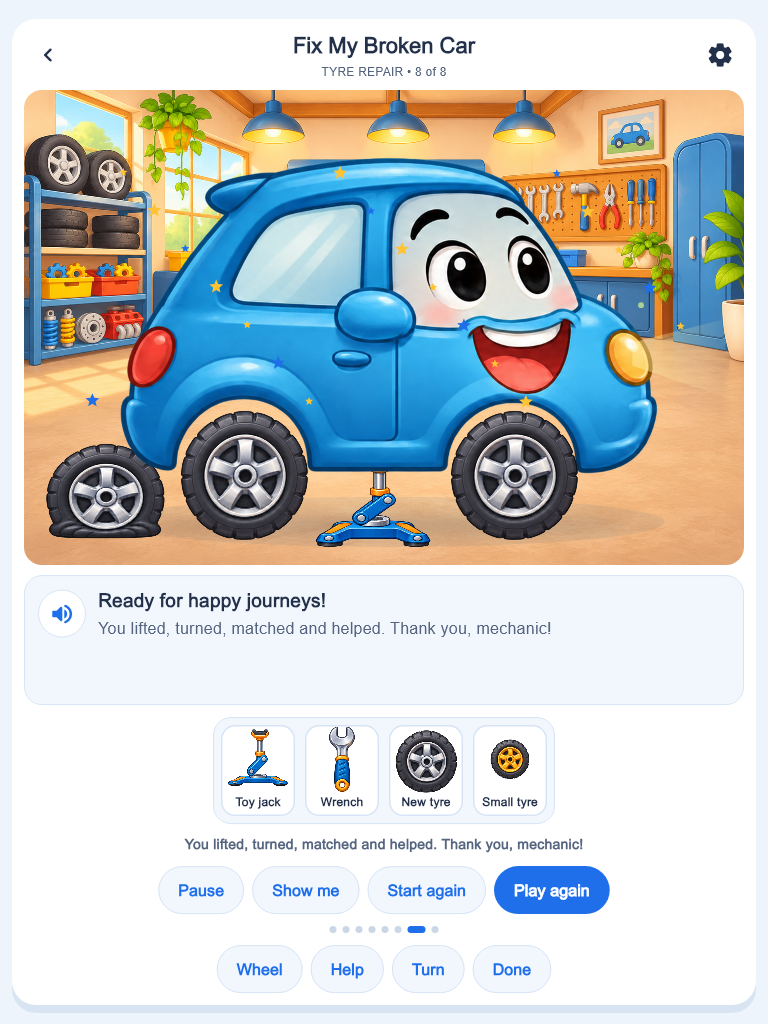 Fix My Broken Car
TYRE REPAIR • 8 of 8
Ready for happy journeys!
You lifted, turned, matched and helped. Thank you, mechanic!
Toy jack
Wrench
New tyre
Small tyre
You lifted, turned, matched and helped. Thank you, mechanic!
Pause
Show me
Start again
Play again
Wheel
Help
Turn
Done